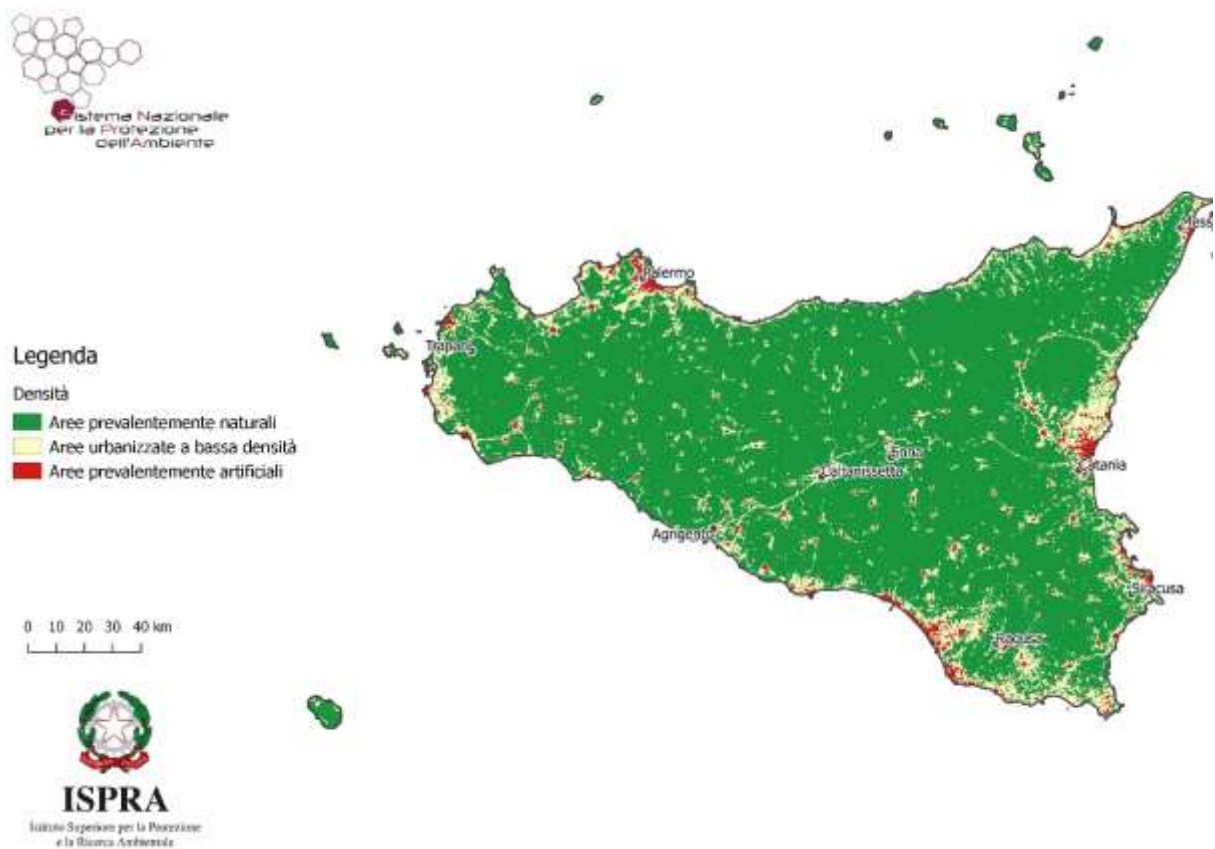 Sistema Nazionale
per la Protezione
dell'Ambiente
Messi
Palermo
Trapani
Legenda
Densità
Aree prevalentemente naturali
Aree urbanizzate a bassa densità
Aree prevalentemente artificiali
Enna
Caltanissetta
Catania
Agrigento
Siracusa
Ragusa
0 10 20 30 40 km
ISPRA
Istituto Superiore per la Protezione
e la Ricerca Ambientale